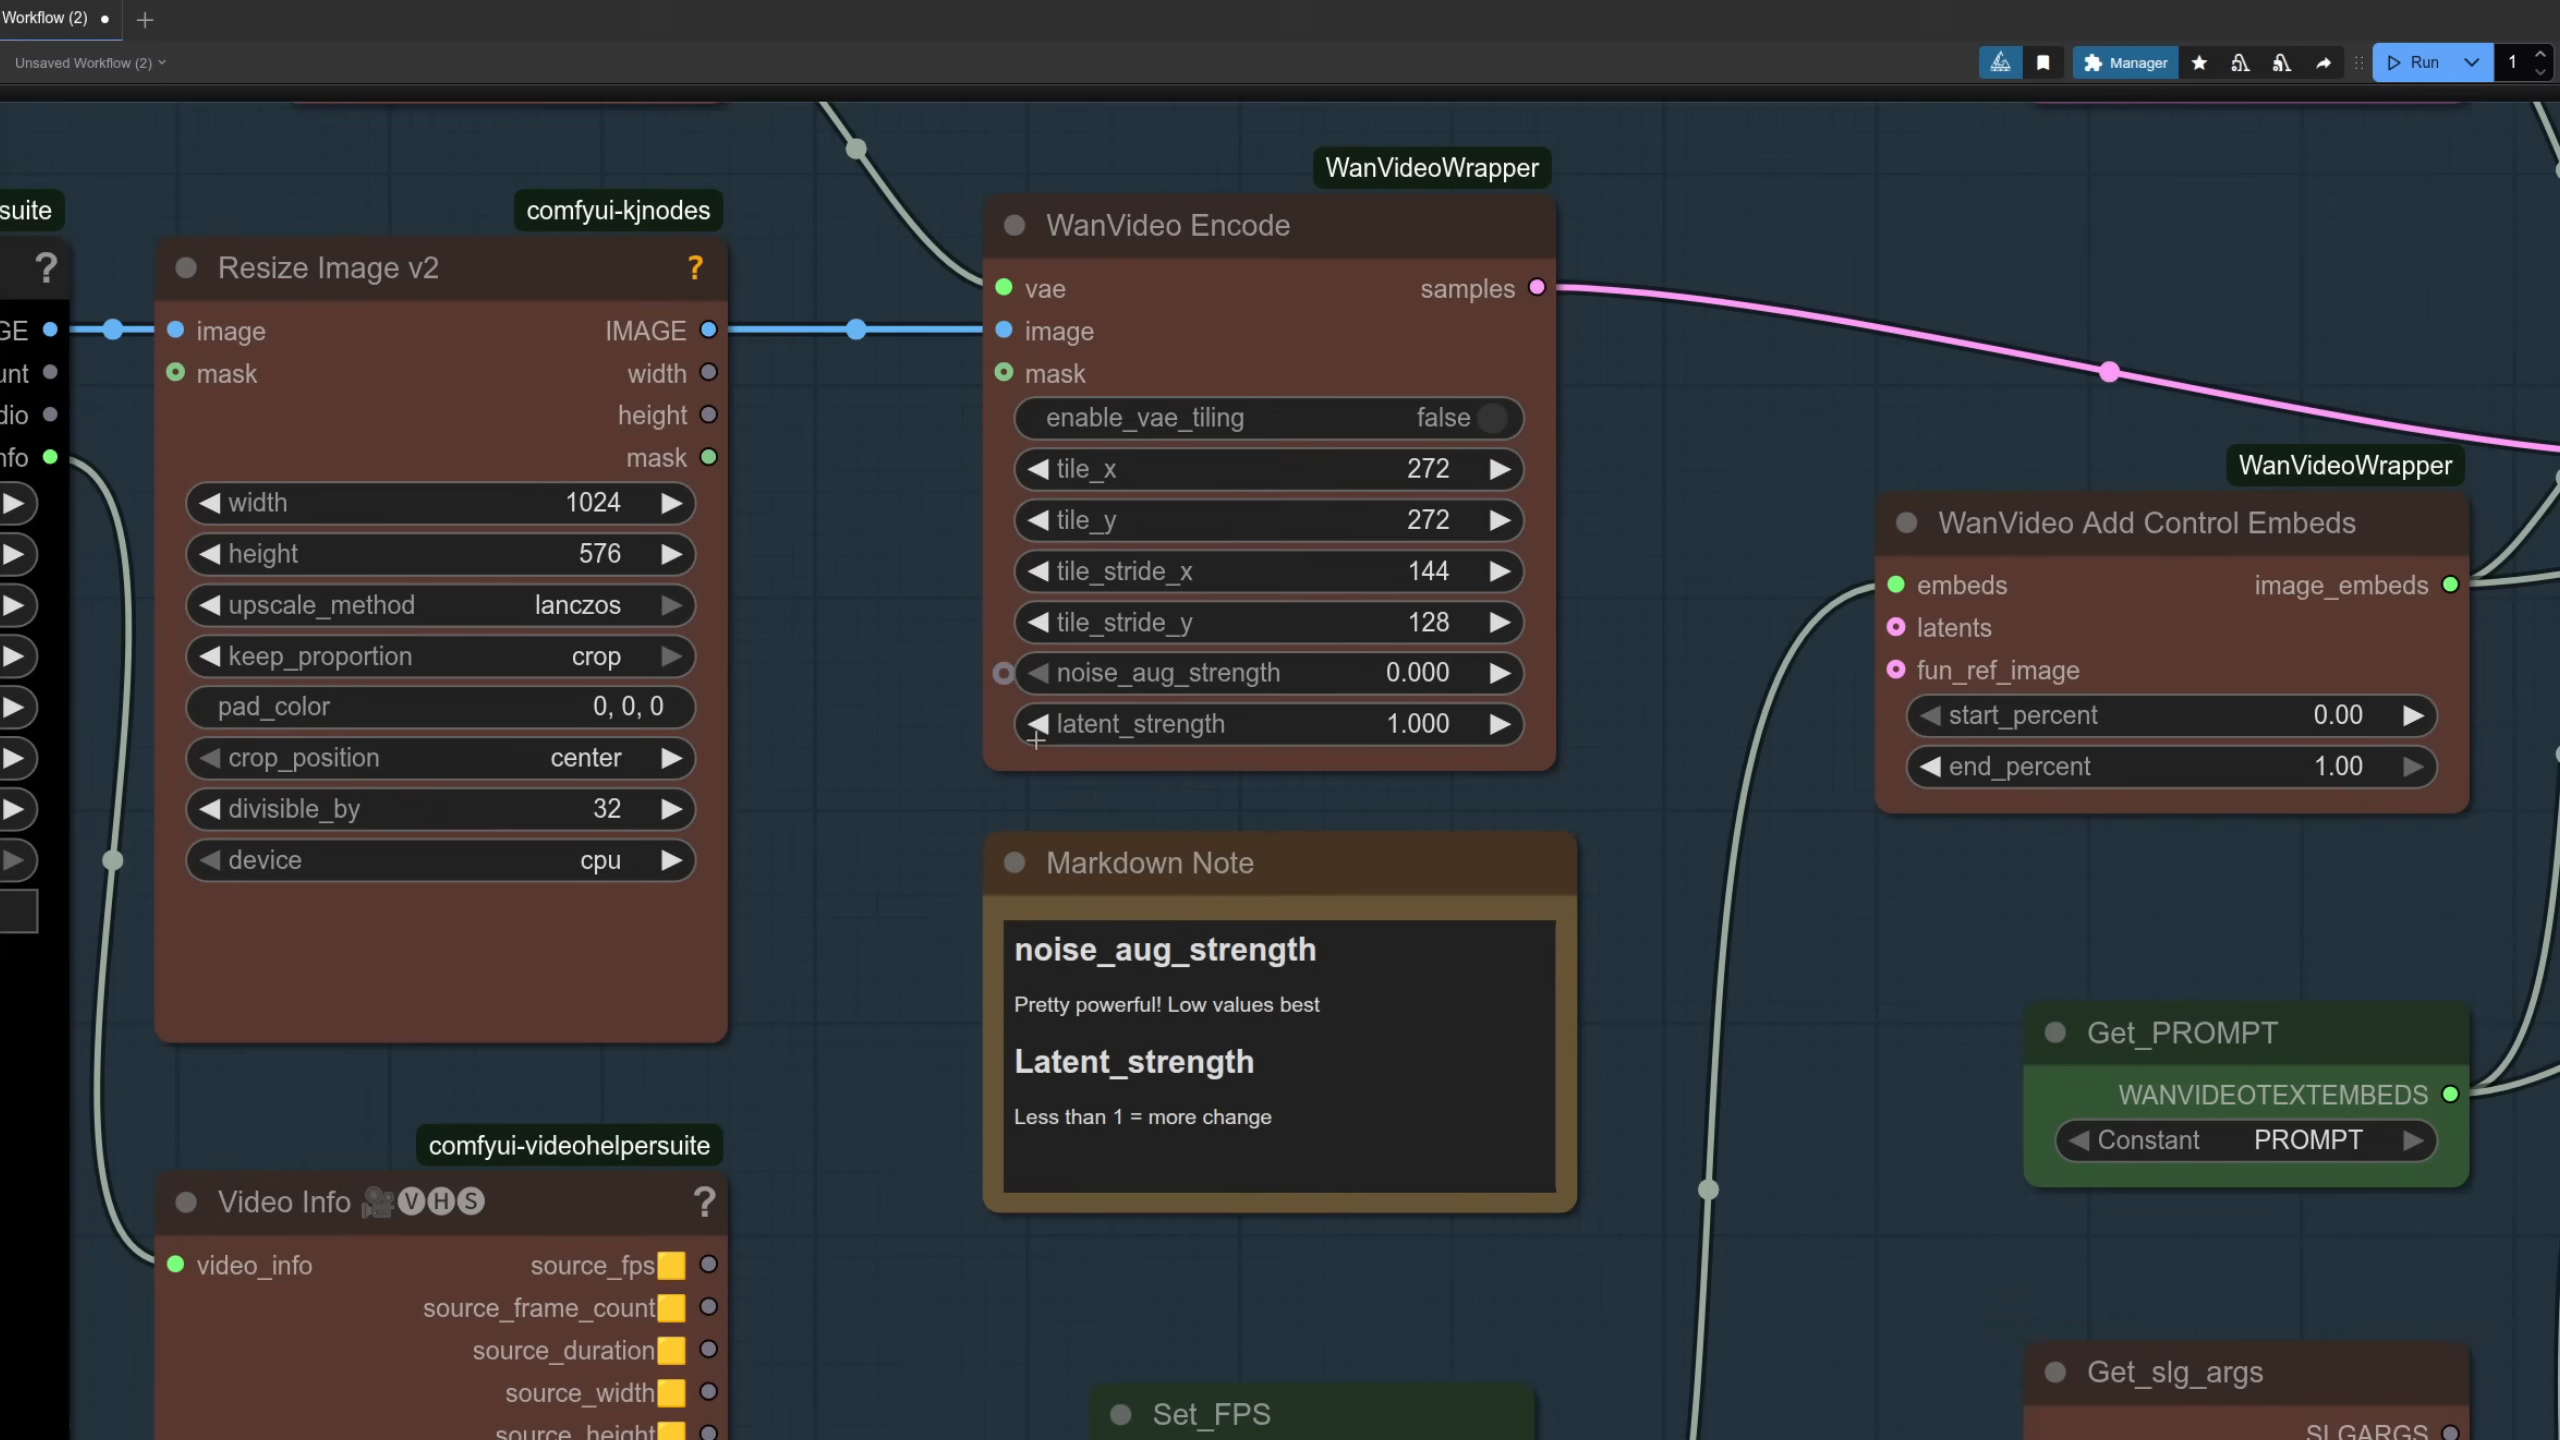 Workflow (2)
Unsaved Workflow (2)
Manager
Run
1
suite
?
GE
unt
dio
nfo
comfyui-kjnodes
Resize Image v2 ?
image IMAGE
mask width
height
mask
width 1024
height 576
upscale_method lanczos
keep_proportion crop
pad_color 0, 0, 0
crop_position center
divisible_by 32
device cpu
comfyui-videohelpersuite
Video Info 🎥🅥🅗🅢 ?
video_info source_fps🟨
source_frame_count🟨
source_duration🟨
source_width🟨
source_height🟨
WanVideoWrapper
WanVideo Encode
vae samples
image
mask
enable_vae_tiling false
tile_x 272
tile_y 272
tile_stride_x 144
tile_stride_y 128
noise_aug_strength 0.000
latent_strength 1.000
Markdown Note
noise_aug_strength
Pretty powerful! Low values best
Latent_strength
Less than 1 = more change
Set_FPS
WanVideoWrapper
WanVideo Add Control Embeds
embeds image_embeds
latents
fun_ref_image
start_percent 0.00
end_percent 1.00
Get_PROMPT
WANVIDEOTEXTEMBEDS
Constant PROMPT
Get_slg_args
SLGARGS